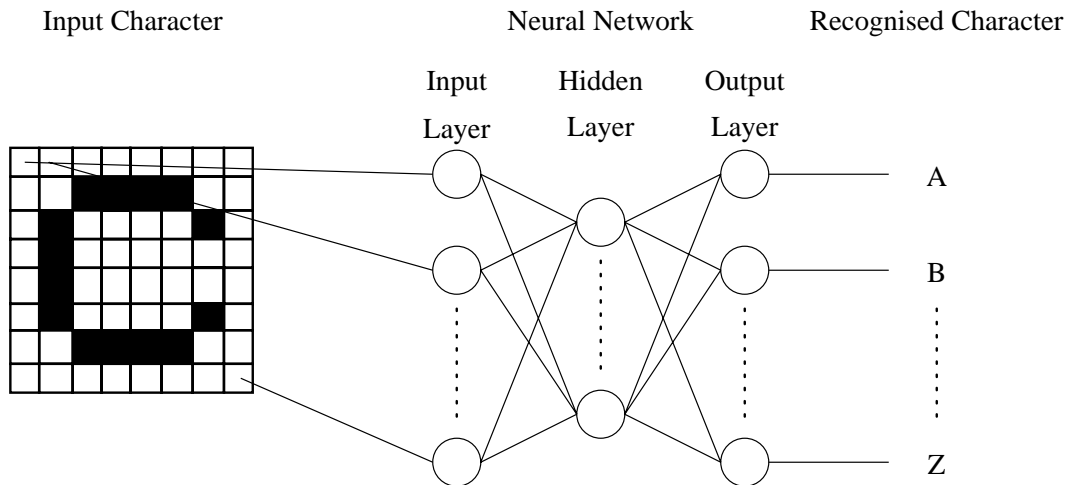 Input Character
Neural Network
Recognised Character
Input Layer
Hidden Layer
Output Layer
A
B
Z